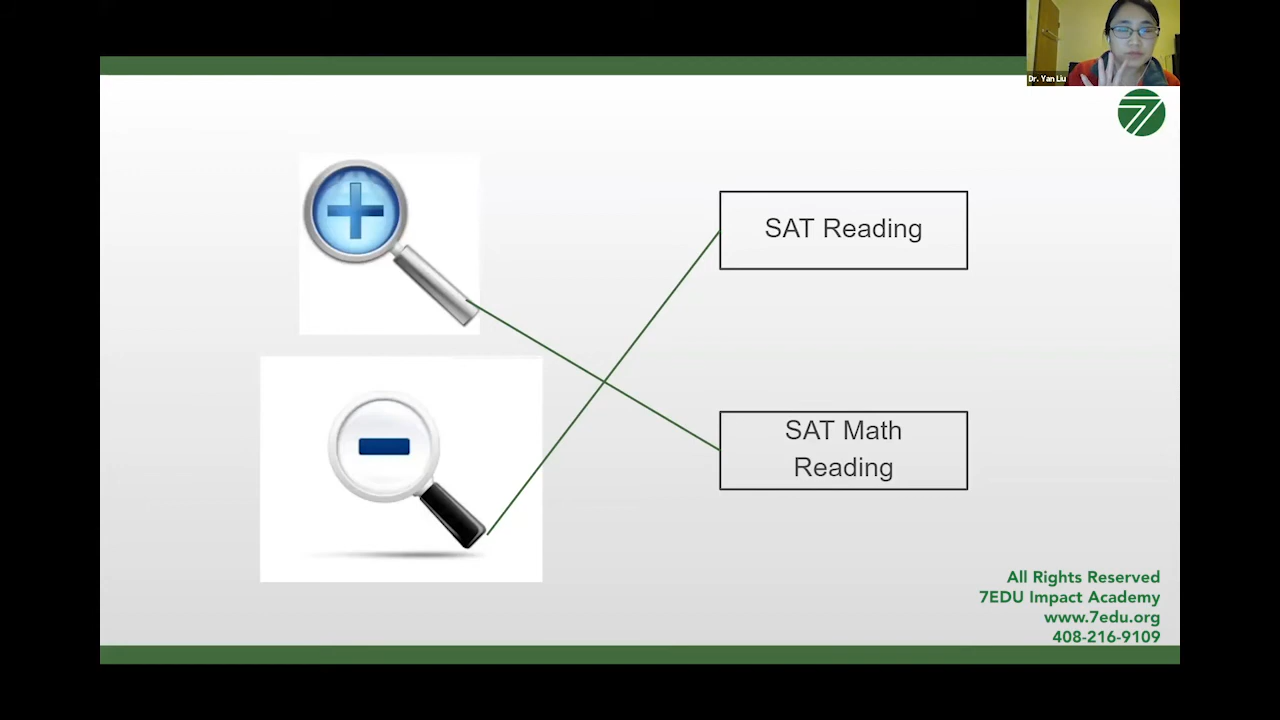 Dr. Yan Liu
SAT Reading
SAT Math
Reading
All Rights Reserved
7EDU Impact Academy
www.7edu.org
408-216-9109